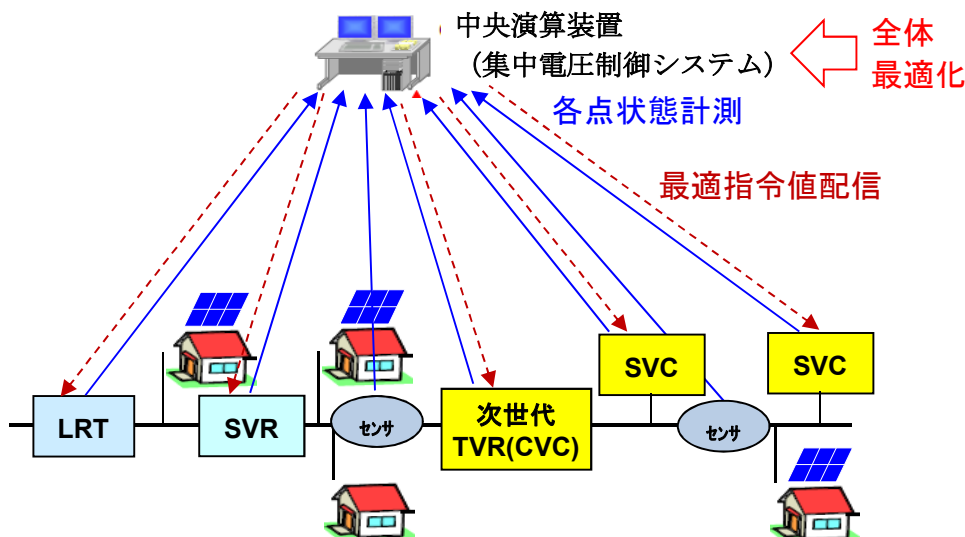 中央演算装置
（集中電圧制御システム）
全体
最適化
各点状態計測
最適指令値配信
SVC
SVC
LRT
SVR
センサ
次世代
TVR(CVC)
センサ